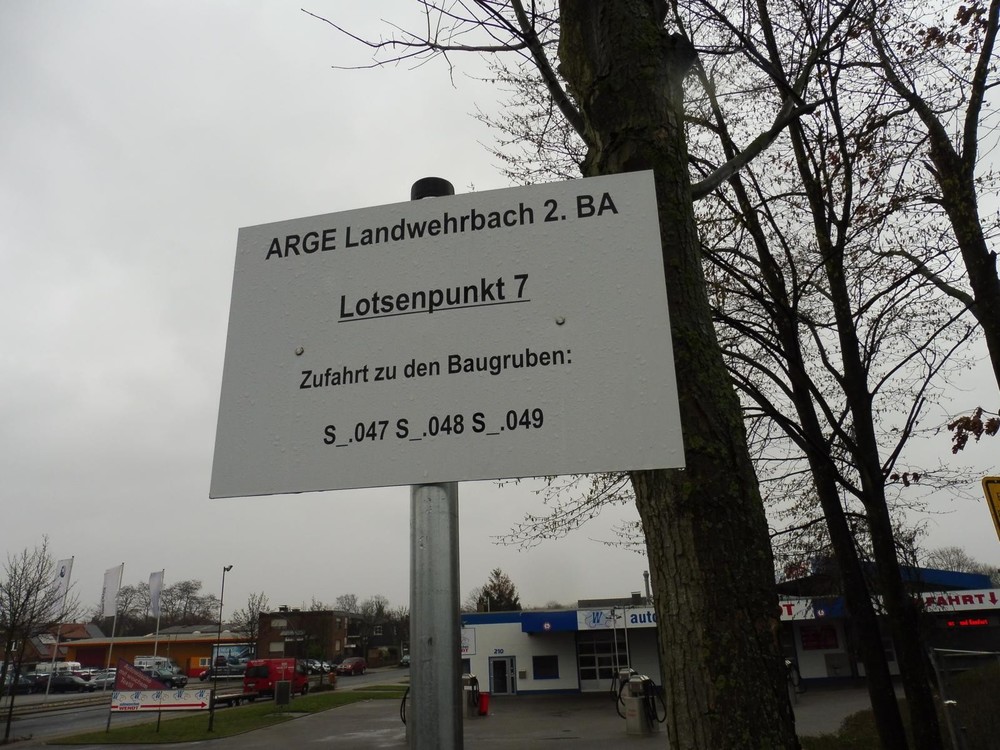 ARGE Landwehrbach 2. BA
Lotsenpunkt 7
Zufahrt zu den Baugruben:
S_.047 S_.048 S_.049
210
auto
FAHRT
WENDT